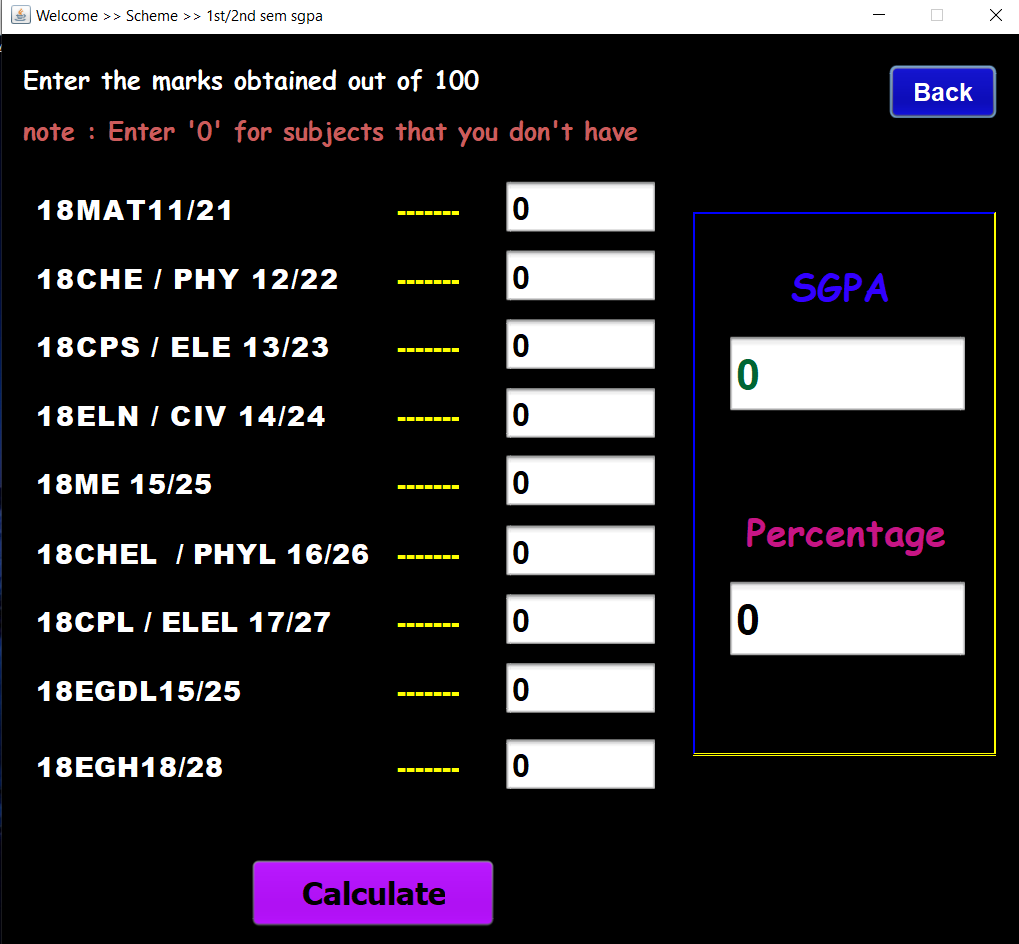 Welcome >> Scheme >> 1st/2nd sem sgpa
Enter the marks obtained out of 100
Back
note : Enter '0' for subjects that you don't have
18MAT11/21 ------- 0
18CHE / PHY 12/22 ------- 0
18CPS / ELE 13/23 ------- 0
18ELN / CIV 14/24 ------- 0
18ME 15/25 ------- 0
18CHEL  / PHYL 16/26 ------- 0
18CPL / ELEL 17/27 ------- 0
18EGDL15/25 ------- 0
18EGH18/28 ------- 0
SGPA
0
Percentage
0
Calculate